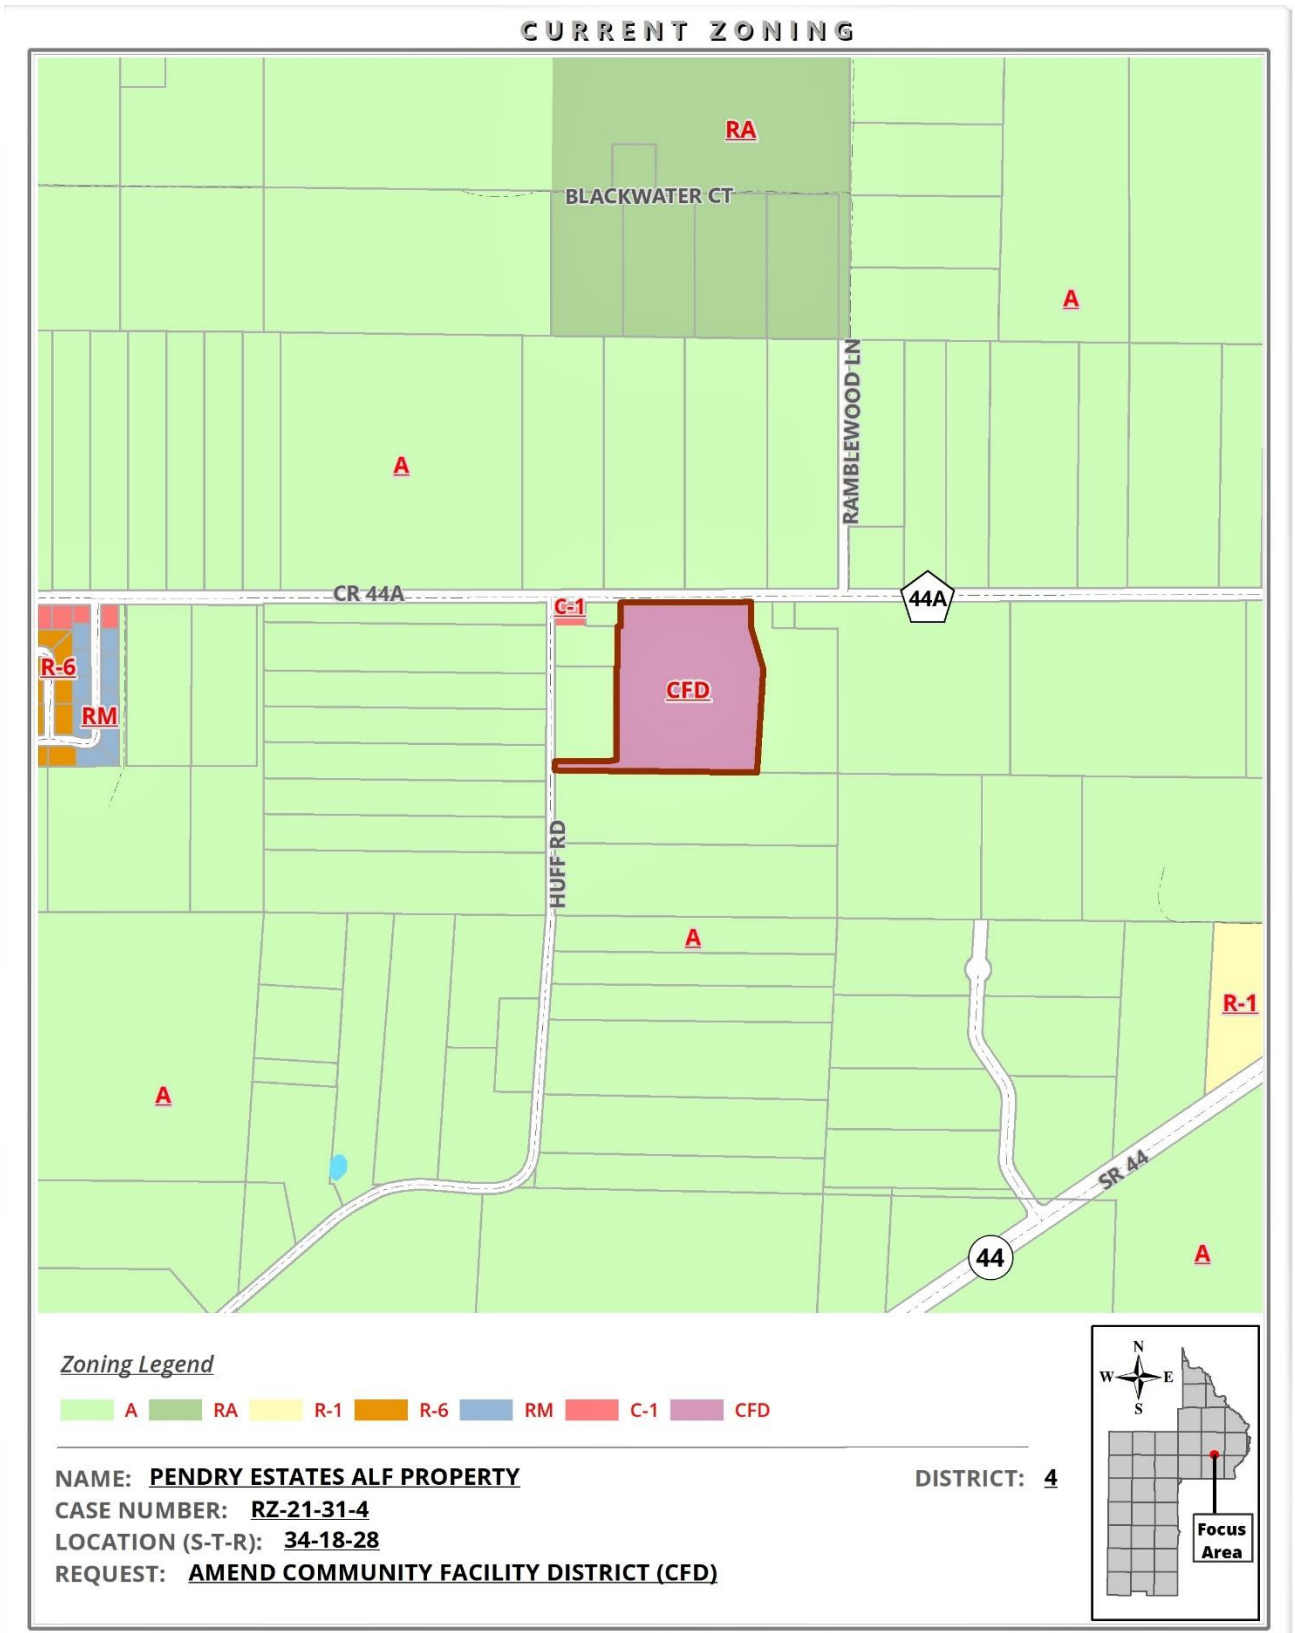 CURRENT ZONING
RA
BLACKWATER CT
A
RAMBLEWOOD LN
A
CR 44A
44A
C-1
R-6
CFD
RM
HUFF RD
A
R-1
A
SR 44
44
A
Zoning Legend
A RA R-1 R-6 RM C-1 CFD
NAME: PENDRY ESTATES ALF PROPERTY
DISTRICT: 4
CASE NUMBER: RZ-21-31-4
LOCATION (S-T-R): 34-18-28
REQUEST: AMEND COMMUNITY FACILITY DISTRICT (CFD)
N
W E
S
Focus
Area